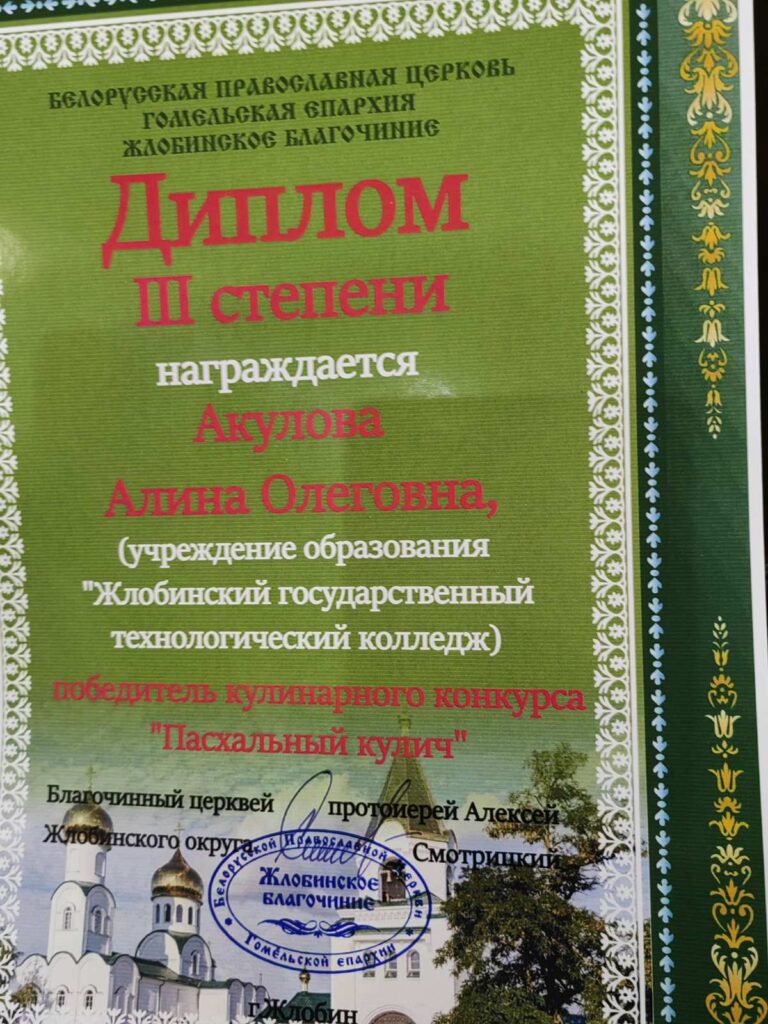 БЕЛОРУССКАЯ ПРАВОСЛАВНАЯ ЦЕРКОВЬ
ГОМЕЛЬСКАЯ ЕПАРХИЯ
ЖЛОБИНСКОЕ БЛАГОЧИНИЕ
Диплом
III степени
награждается
Акулова
Алина Олеговна,
(учреждение образования
"Жлобинский государственный
технологический колледж)
победитель кулинарного конкурса
"Пасхальный кулич"
Благочинный церквей протоиерей Алексей
Жлобинского округа Смотрицкий
Белорусской Православной Церкви
ЖЛОБИНСКОЕ
БЛАГОЧИНИЕ
Гомельской епархии
г.Жлобин